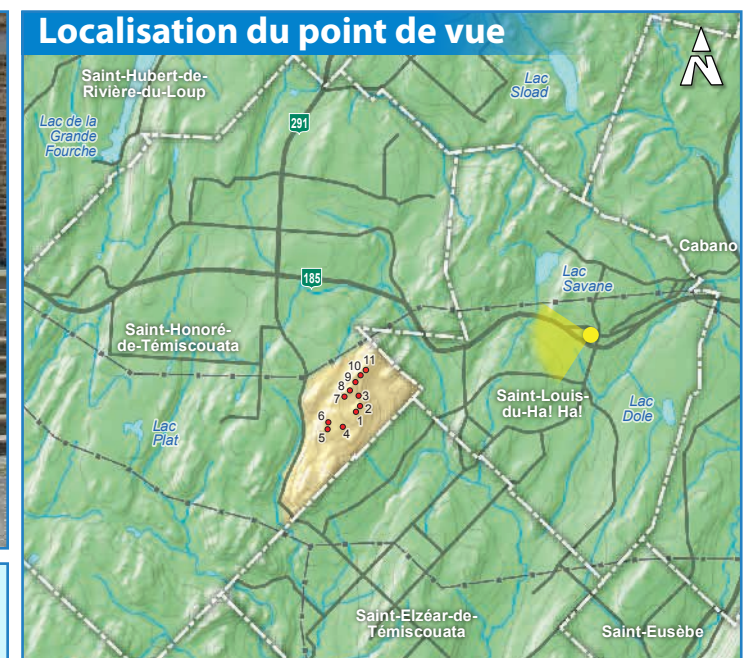 Localisation du point de vue
N
Saint-Hubert-de-
Rivière-du-Loup
Lac
Sload
Lac de la
Grande
Fourche
291
Cabano
185
Lac
Savane
Saint-Honoré-
de-Témiscouata
11
10
9
8
7
3
2
1
6
5
4
Saint-Louis-
du-Ha! Ha!
Lac
Dole
Lac
Plat
Saint-Elzéar-de-
Témiscouata
Saint-Eusèbe